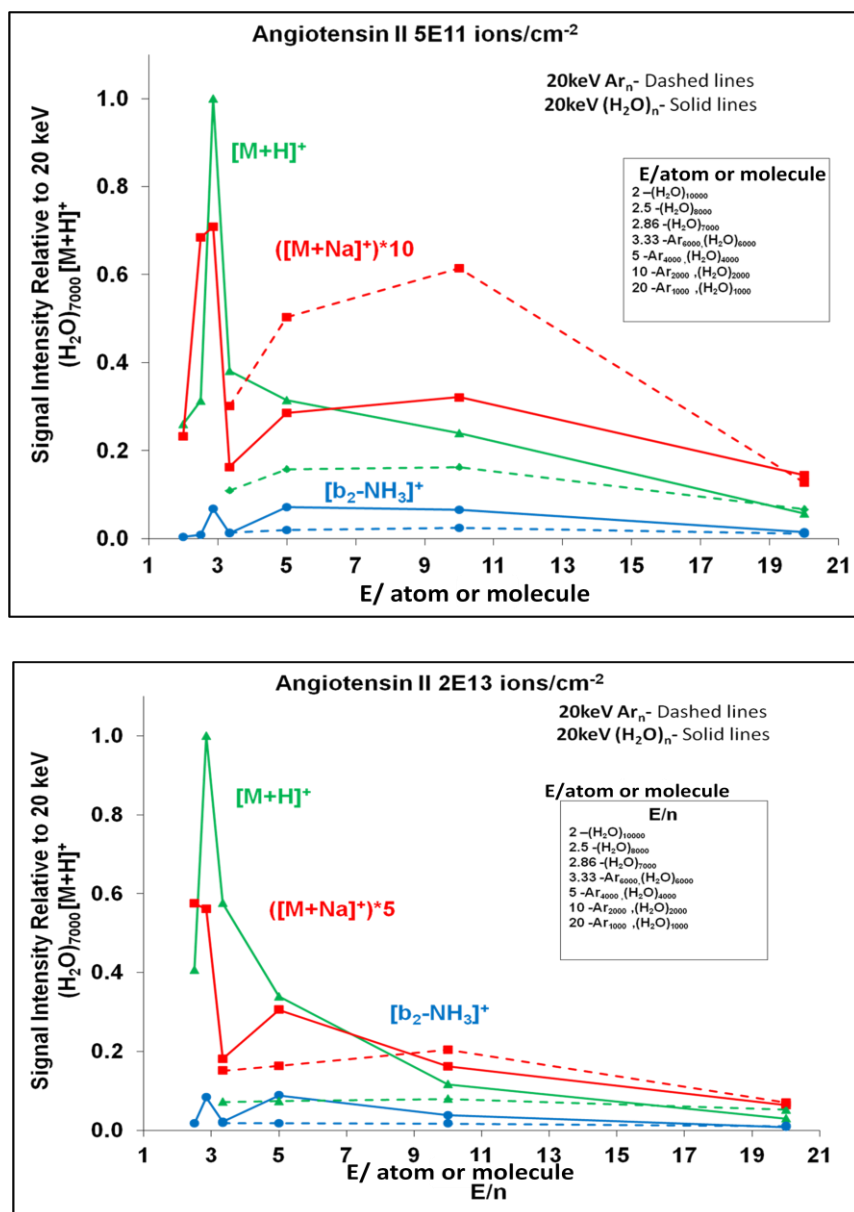 Angiotensin II 5E11 ions/cm⁻²
20keV Arₙ- Dashed lines
20keV (H₂O)ₙ- Solid lines
Signal Intensity Relative to 20 keV
(H₂O)₇₀₀₀ [M+H]⁺
1.0
0.8
0.6
0.4
0.2
0.0
[M+H]⁺
([M+Na]⁺)*10
[b₂-NH₃]⁺
E/atom or molecule
2 –(H₂O)₁₀₀₀₀
2.5 -(H₂O)₈₀₀₀
2.86 -(H₂O)₇₀₀₀
3.33 -Ar₆₀₀₀,(H₂O)₆₀₀₀
5 -Ar₄₀₀₀ ,(H₂O)₄₀₀₀
10 -Ar₂₀₀₀ ,(H₂O)₂₀₀₀
20 -Ar₁₀₀₀ ,(H₂O)₁₀₀₀
1 3 5 7 9 11 13 15 17 19 21
E/ atom or molecule
Angiotensin II 2E13 ions/cm⁻²
20keV Arₙ- Dashed lines
20keV (H₂O)ₙ- Solid lines
Signal Intensity Relative to 20 keV
(H₂O)₇₀₀₀ [M+H]⁺
1.0
0.8
0.6
0.4
0.2
0.0
[M+H]⁺
([M+Na]⁺)*5
[b₂-NH₃]⁺
E/atom or molecule
E/n
2 –(H₂O)₁₀₀₀₀
2.5 -(H₂O)₈₀₀₀
2.86 -(H₂O)₇₀₀₀
3.33 -Ar₆₀₀₀,(H₂O)₆₀₀₀
5 -Ar₄₀₀₀ ,(H₂O)₄₀₀₀
10 -Ar₂₀₀₀ ,(H₂O)₂₀₀₀
20 -Ar₁₀₀₀ ,(H₂O)₁₀₀₀
1 3 5 7 9 11 13 15 17 19 21
E/ atom or molecule
E/n